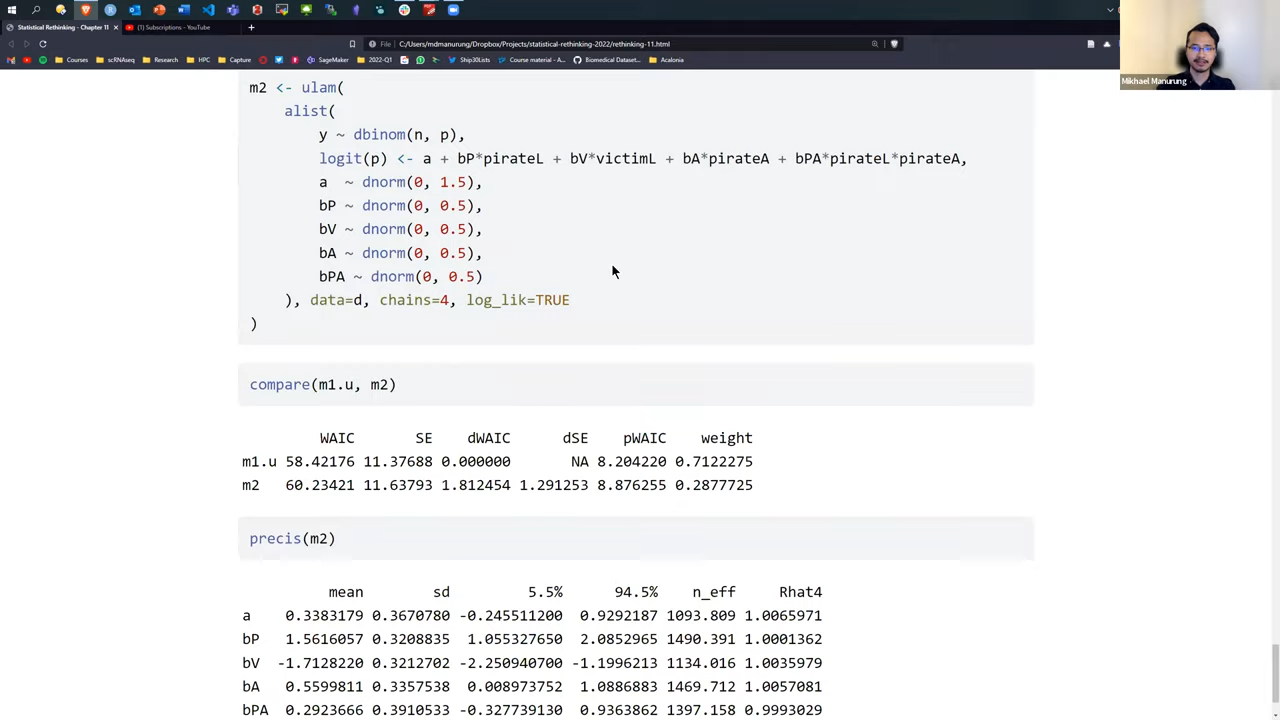 Statistical Rethinking - Chapter 11
(1) Subscriptions - YouTube
File
C:/Users/mdmanurung/Dropbox/Projects/statistical-rethinking-2022/rethinking-11.html
Courses scRNAseq Research HPC Capture SageMaker 2022-Q1 Ship30Lists Course material - A... Biomedical Dataset... Acalonia
Mikhael Manurung
m2 <- ulam(
alist(
y ~ dbinom(n, p),
logit(p) <- a + bP*pirateL + bV*victimL + bA*pirateA + bPA*pirateL*pirateA,
a ~ dnorm(0, 1.5),
bP ~ dnorm(0, 0.5),
bV ~ dnorm(0, 0.5),
bA ~ dnorm(0, 0.5),
bPA ~ dnorm(0, 0.5)
), data=d, chains=4, log_lik=TRUE
)
compare(m1.u, m2)
WAIC SE dWAIC dSE pWAIC weight
m1.u 58.42176 11.37688 0.000000 NA 8.204220 0.7122275
m2 60.23421 11.63793 1.812454 1.291253 8.876255 0.2877725
precis(m2)
mean sd 5.5% 94.5% n_eff Rhat4
a 0.3383179 0.3670780 -0.245511200 0.9292187 1093.809 1.0065971
bP 1.5616057 0.3208835 1.055327650 2.0852965 1490.391 1.0001362
bV -1.7128220 0.3212702 -2.250940700 -1.1996213 1134.016 1.0035979
bA 0.5599811 0.3357538 0.008973752 1.0886883 1469.712 1.0057081
bPA 0.2923666 0.3910533 -0.327739130 0.9363862 1397.158 0.9993029